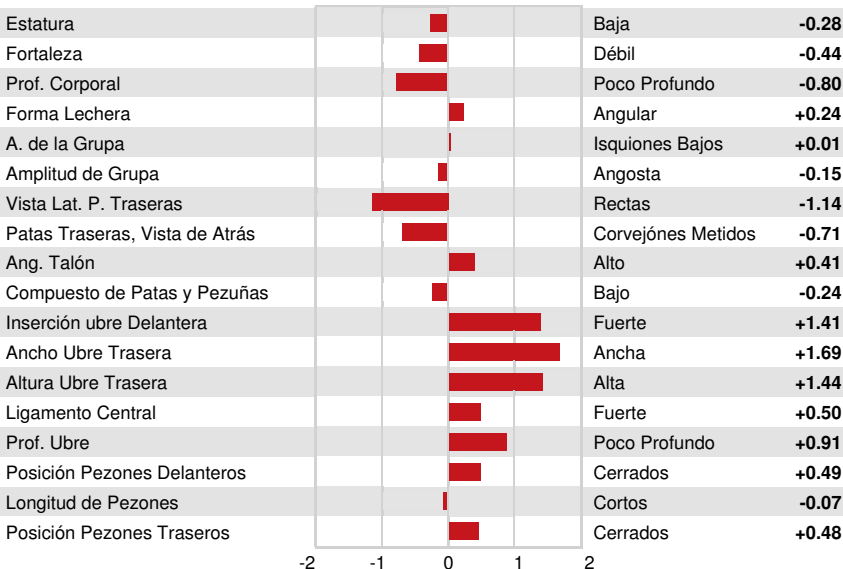 Estatura Baja -0.28
Fortaleza Débil -0.44
Prof. Corporal Poco Profundo -0.80
Forma Lechera Angular +0.24
A. de la Grupa Isquiones Bajos +0.01
Amplitud de Grupa Angosta -0.15
Vista Lat. P. Traseras Rectas -1.14
Patas Traseras, Vista de Atrás Corvejónes Metidos -0.71
Ang. Talón Alto +0.41
Compuesto de Patas y Pezuñas Bajo -0.24
Inserción ubre Delantera Fuerte +1.41
Ancho Ubre Trasera Ancha +1.69
Altura Ubre Trasera Alta +1.44
Ligamento Central Fuerte +0.50
Prof. Ubre Poco Profundo +0.91
Posición Pezones Delanteros Cerrados +0.49
Longitud de Pezones Cortos -0.07
Posición Pezones Traseros Cerrados +0.48
-2 -1 0 1 2